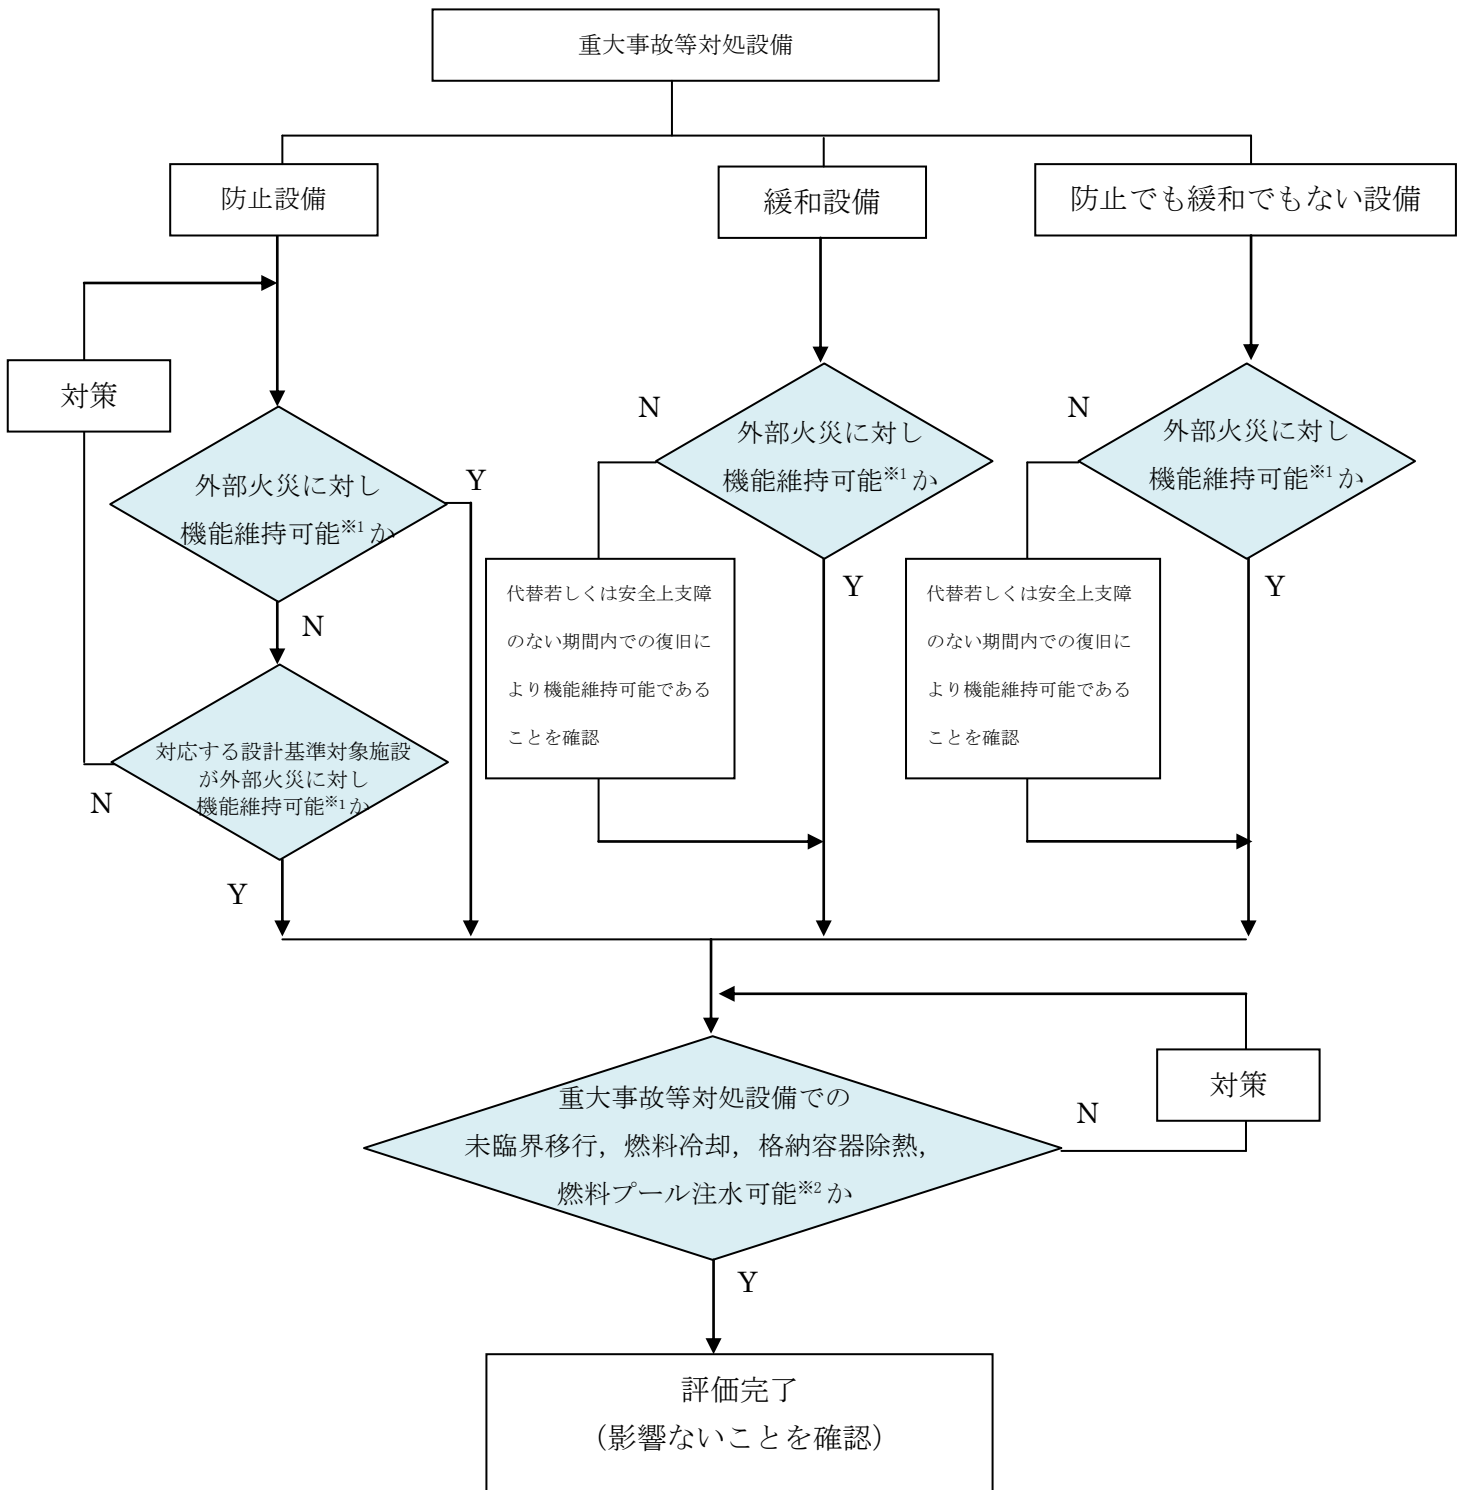 重大事故等対処設備
防止設備
緩和設備
防止でも緩和でもない設備
対策
外部火災に対し
機能維持可能※1か
Y
N
対応する設計基準対象施設
が外部火災に対し
機能維持可能※1か
N
Y
N
外部火災に対し
機能維持可能※1か
Y
代替若しくは安全上支障
のない期間内での復旧に
より機能維持可能である
ことを確認
N
外部火災に対し
機能維持可能※1か
Y
代替若しくは安全上支障
のない期間内での復旧に
より機能維持可能である
ことを確認
重大事故等対処設備での
未臨界移行，燃料冷却，格納容器除熱，
燃料プール注水可能※2か
N
対策
Y
評価完了
（影響ないことを確認）